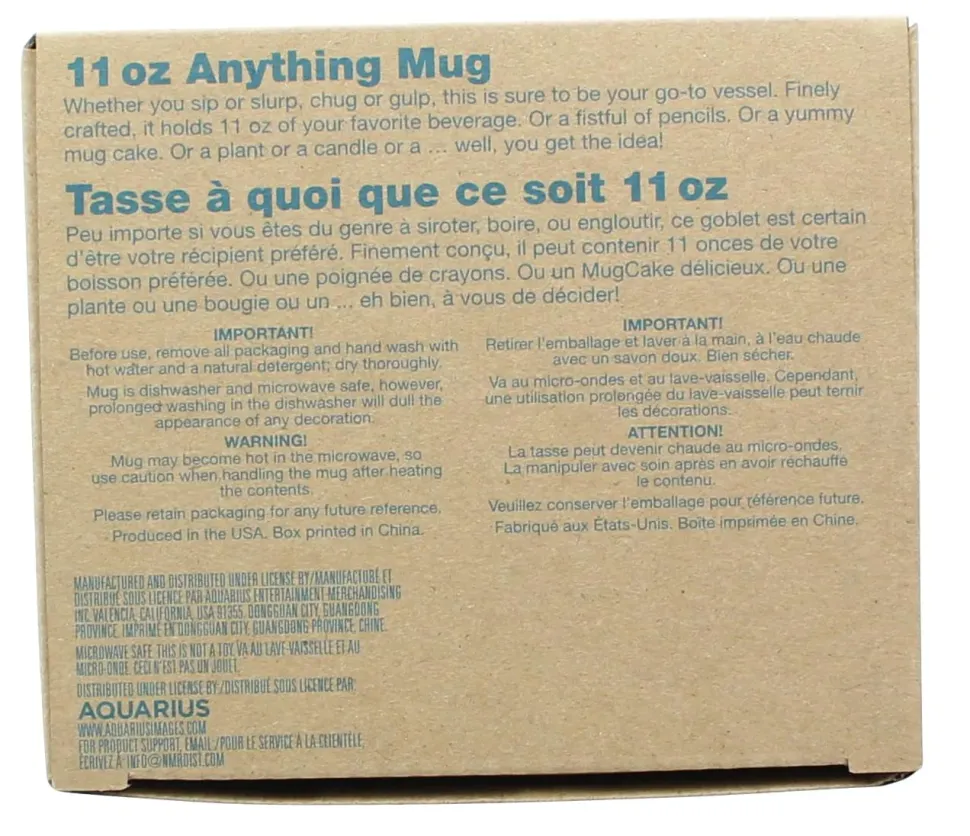 11 oz Anything Mug
Whether you sip or slurp, chug or gulp, this is sure to be your go-to vessel. Finely
crafted, it holds 11 oz of your favorite beverage. Or a fistful of pencils. Or a yummy
mug cake. Or a plant or a candle or a ... well, you get the idea!
Tasse à quoi que ce soit 11 oz
Peu importe si vous êtes du genre à siroter, boire, ou engloutir, ce goblet est certain
d'être votre récipient préféré. Finement conçu, il peut contenir 11 onces de votre
boisson préférée. Ou une poignée de crayons. Ou un MugCake délicieux. Ou une
plante ou une bougie ou un ... eh bien, à vous de décider!
IMPORTANT!
Before use, remove all packaging and hand wash with
hot water and a natural detergent; dry thoroughly.
Mug is dishwasher and microwave safe, however,
prolonged washing in the dishwasher will dull the
appearance of any decoration.
WARNING!
Mug may become hot in the microwave, so
use caution when handling the mug after heating
the contents.
Please retain packaging for any future reference.
Produced in the USA. Box printed in China.
IMPORTANT!
Retirer l'emballage et laver à la main, à l'eau chaude
avec un savon doux. Bien sécher.
Va au micro-ondes et au lave-vaisselle. Cependant,
une utilisation prolongée du lave-vaisselle peut ternir
les décorations.
ATTENTION!
La tasse peut devenir chaude au micro-ondes.
La manipuler avec soin après en avoir réchauffé
le contenu.
Veuillez conserver l'emballage pour référence future.
Fabriqué aux États-Unis. Boîte imprimée en Chine.
MANUFACTURED AND DISTRIBUTED UNDER LICENSE BY/MANUFACTURÉ ET
DISTRIBUÉ SOUS LICENCE PAR AQUARIUS ENTERTAINMENT MERCHANDISING
INC. VALENCIA, CALIFORNIA, USA 91355. DONGGUAN CITY, GUANGDONG
PROVINCE. IMPRIMÉ EN DONGGUAN CITY, GUANGDONG PROVINCE, CHINE.
MICROWAVE SAFE. THIS IS NOT A TOY. VA AU LAVE-VAISSELLE ET AU
MICRO-ONDE. CECI N'EST PAS UN JOUET.
DISTRIBUTED UNDER LICENSE BY:/DISTRIBUÉ SOUS LICENCE PAR:
AQUARIUS
WWW.AQUARIUSIMAGES.COM
FOR PRODUCT SUPPORT, EMAIL:/POUR LE SERVICE À LA CLIENTÈLE,
ÉCRIVEZ À: INFO@NMRDIST.COM